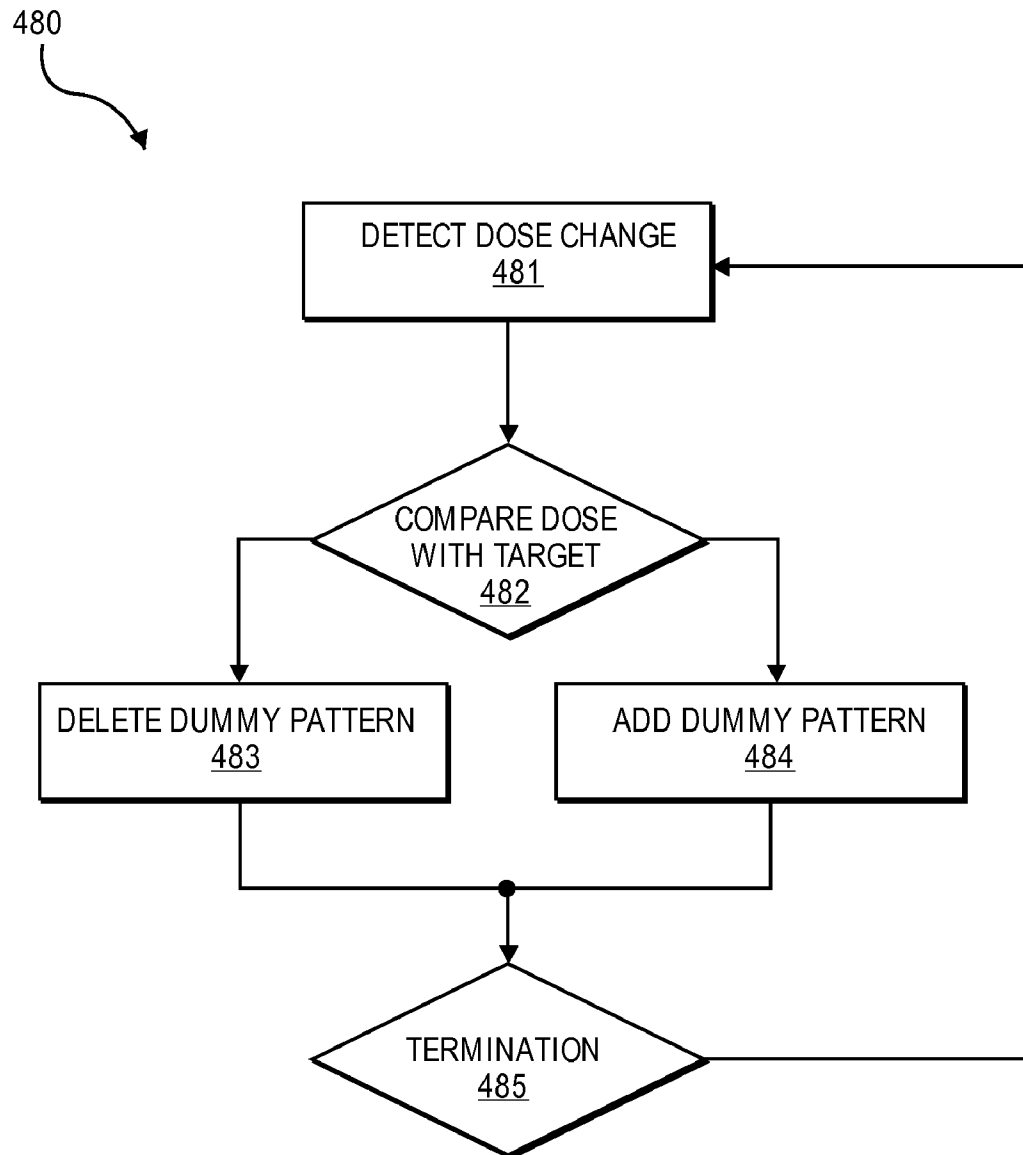 480
DETECT DOSE CHANGE
481
COMPARE DOSE
WITH TARGET
482
DELETE DUMMY PATTERN
483
ADD DUMMY PATTERN
484
TERMINATION
485